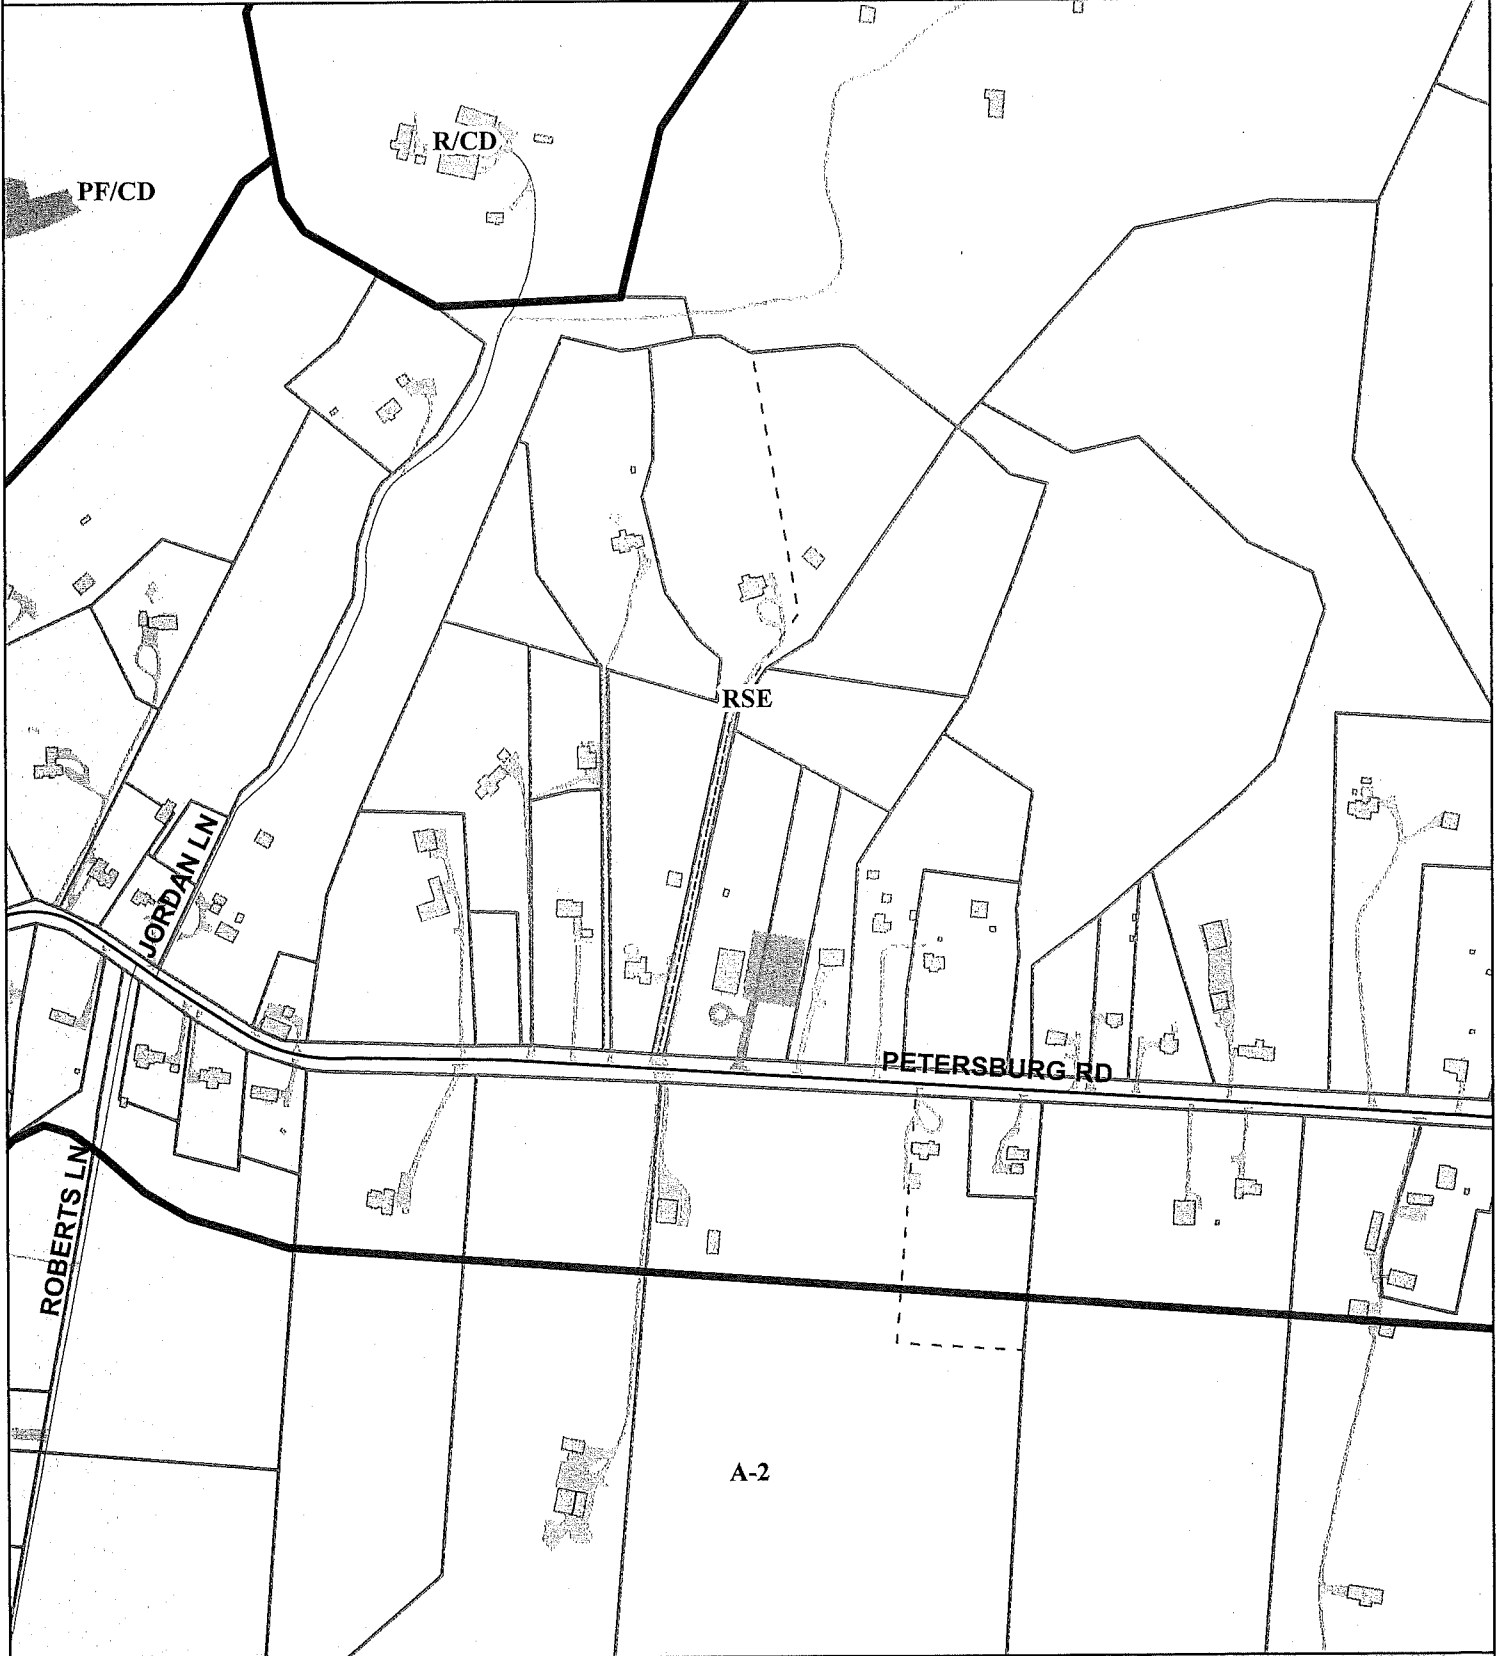 R/CD
PF/CD
RSE
JORDAN LN
PETERSBURG RD
ROBERTS LN
A-2